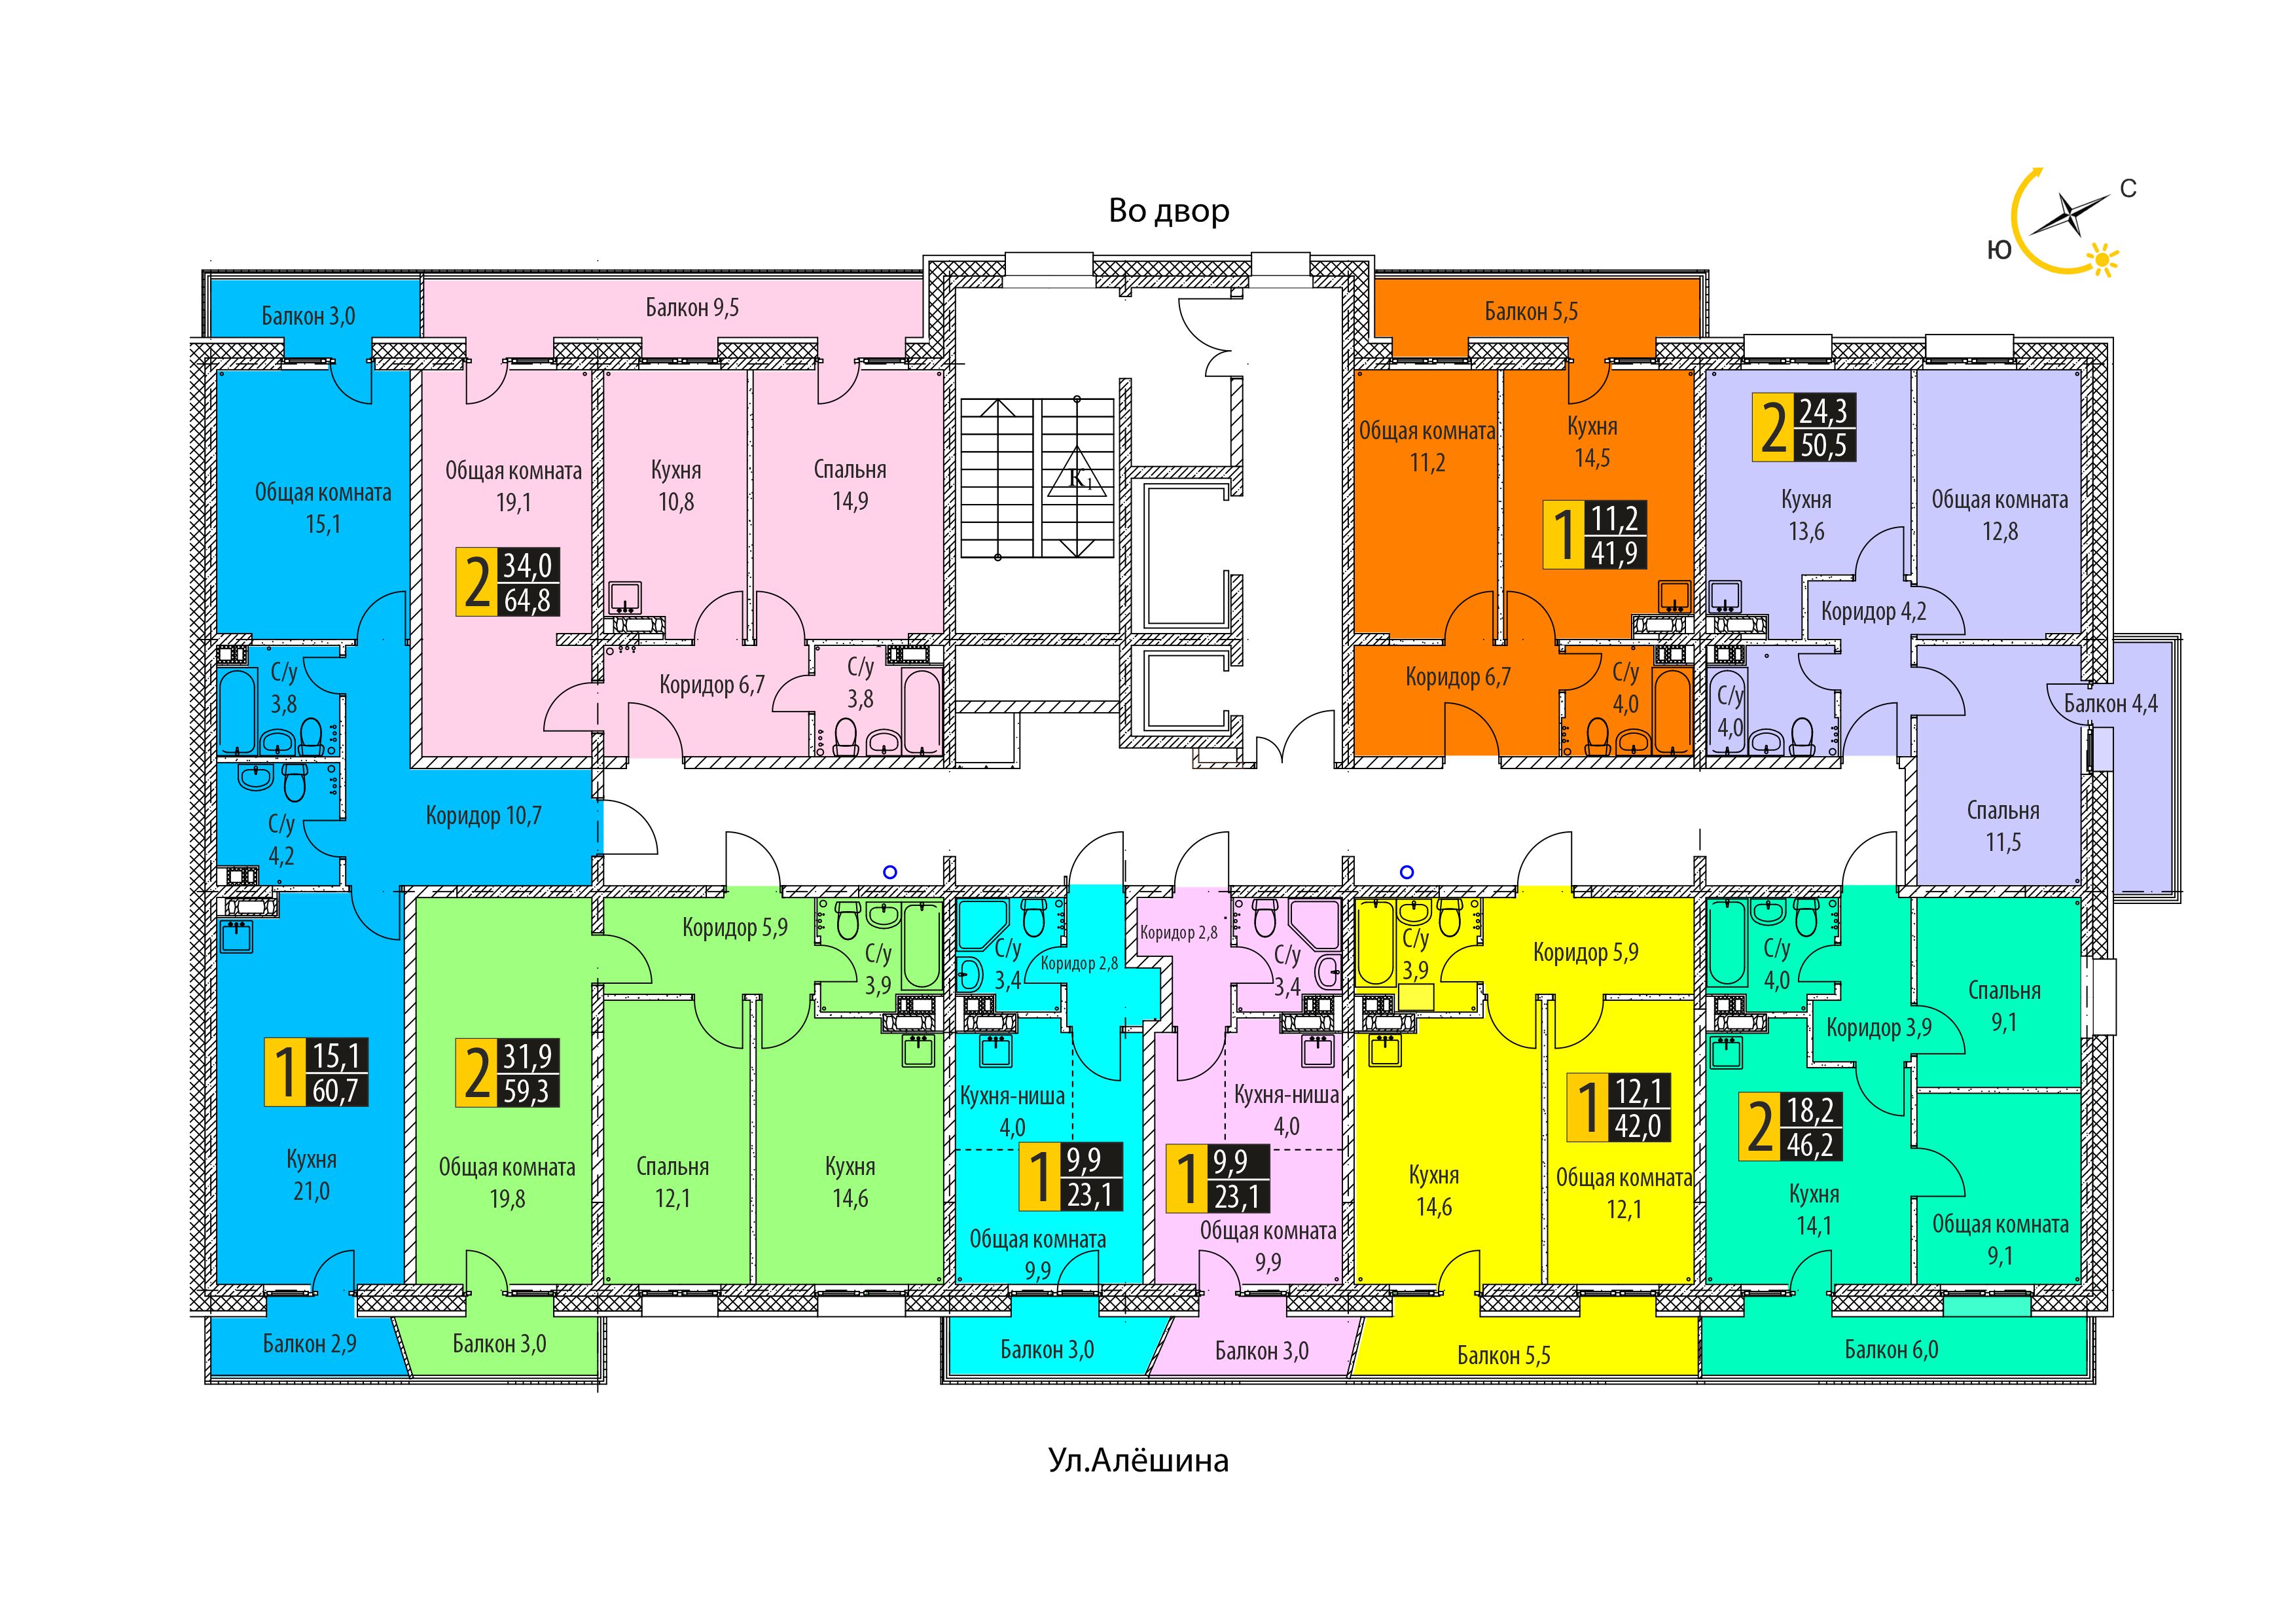 Во двор
С
Ю
Балкон 3,0
Балкон 9,5
Балкон 5,5
Общая комната
15,1
Общая комната
19,1
2
34,0
64,8
Кухня
10,8
Спальня
14,9
К1
Общая комната
11,2
Кухня
14,5
1
11,2
41,9
2
24,3
50,5
Кухня
13,6
Общая комната
12,8
Коридор 4,2
С/у
3,8
Коридор 6,7
С/у
3,8
Коридор 6,7
С/у
4,0
С/у
4,0
Балкон 4,4
Спальня
11,5
С/у
4,2
Коридор 10,7
Коридор 5,9
С/у
3,9
С/у
3,4
Коридор 2,8
Коридор 2,8
С/у
3,4
С/у
3,9
Коридор 5,9
С/у
4,0
Коридор 3,9
Спальня
9,1
1
15,1
60,7
Кухня
21,0
2
31,9
59,3
Общая комната
19,8
Спальня
12,1
Кухня
14,6
Кухня-ниша
4,0
1
9,9
23,1
Общая комната
9,9
Кухня-ниша
4,0
1
9,9
23,1
Общая комната
9,9
Кухня
14,6
1
12,1
42,0
Общая комната
12,1
2
18,2
46,2
Кухня
14,1
Общая комната
9,1
Балкон 2,9
Балкон 3,0
Балкон 3,0
Балкон 3,0
Балкон 5,5
Балкон 6,0
Ул.Алёшина